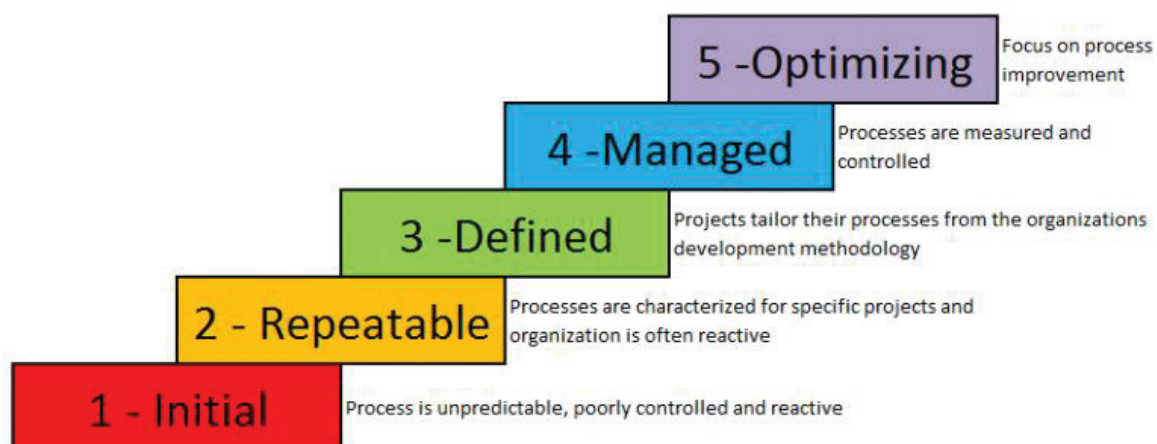 5 -Optimizing
Focus on process
improvement
4 -Managed
Processes are measured and
controlled
3 -Defined
Projects tailor their processes from the organizations
development methodology
2 - Repeatable
Processes are characterized for specific projects and
organization is often reactive
1 - Initial
Process is unpredictable, poorly controlled and reactive